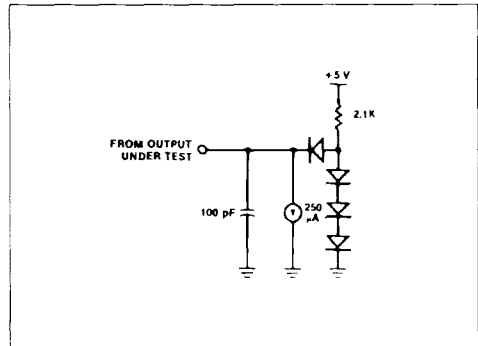 +5 V
2.1K
FROM OUTPUT
UNDER TEST
100 pF
250
μA